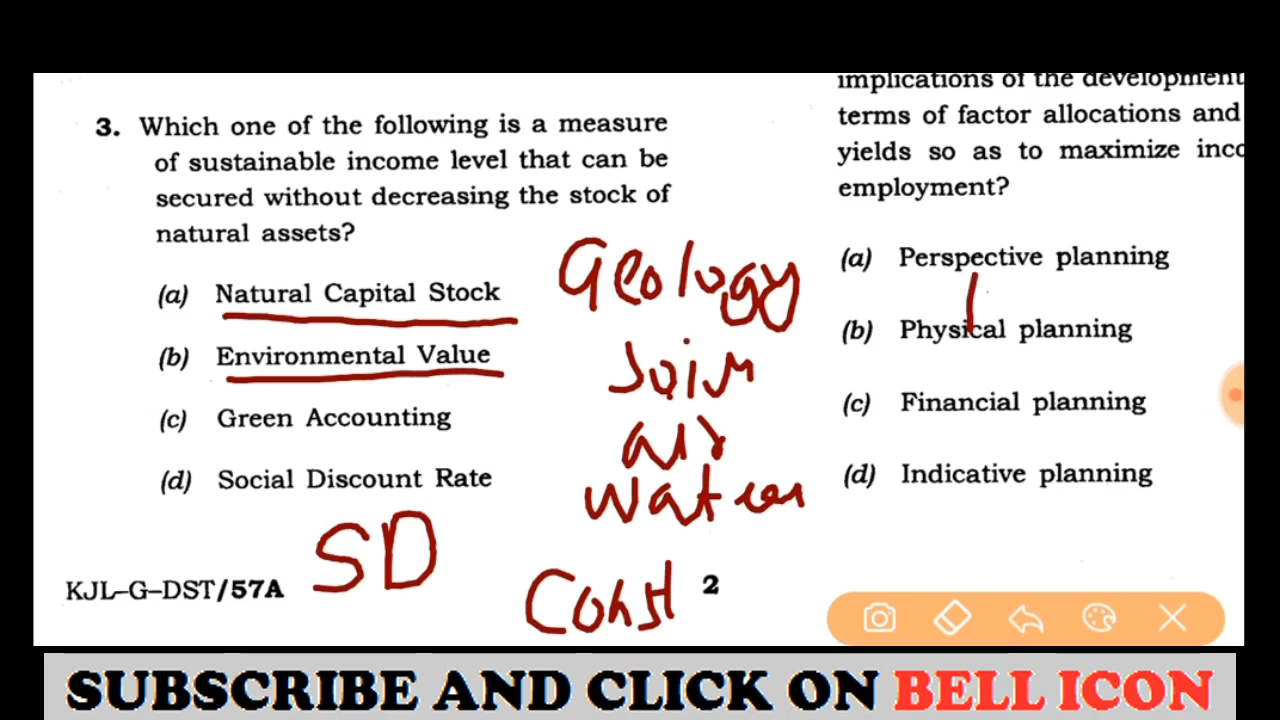 3. Which one of the following is a measure
of sustainable income level that can be
secured without decreasing the stock of
natural assets?
(a) Natural Capital Stock
(b) Environmental Value
(c) Green Accounting
(d) Social Discount Rate
SD
KJL–G–DST/57A
Geology
air
water
2
implications of the development
terms of factor allocations and
yields so as to maximize inco
employment?
(a) Perspective planning
(b) Physical planning
(c) Financial planning
(d) Indicative planning
SUBSCRIBE AND CLICK ON BELL ICON